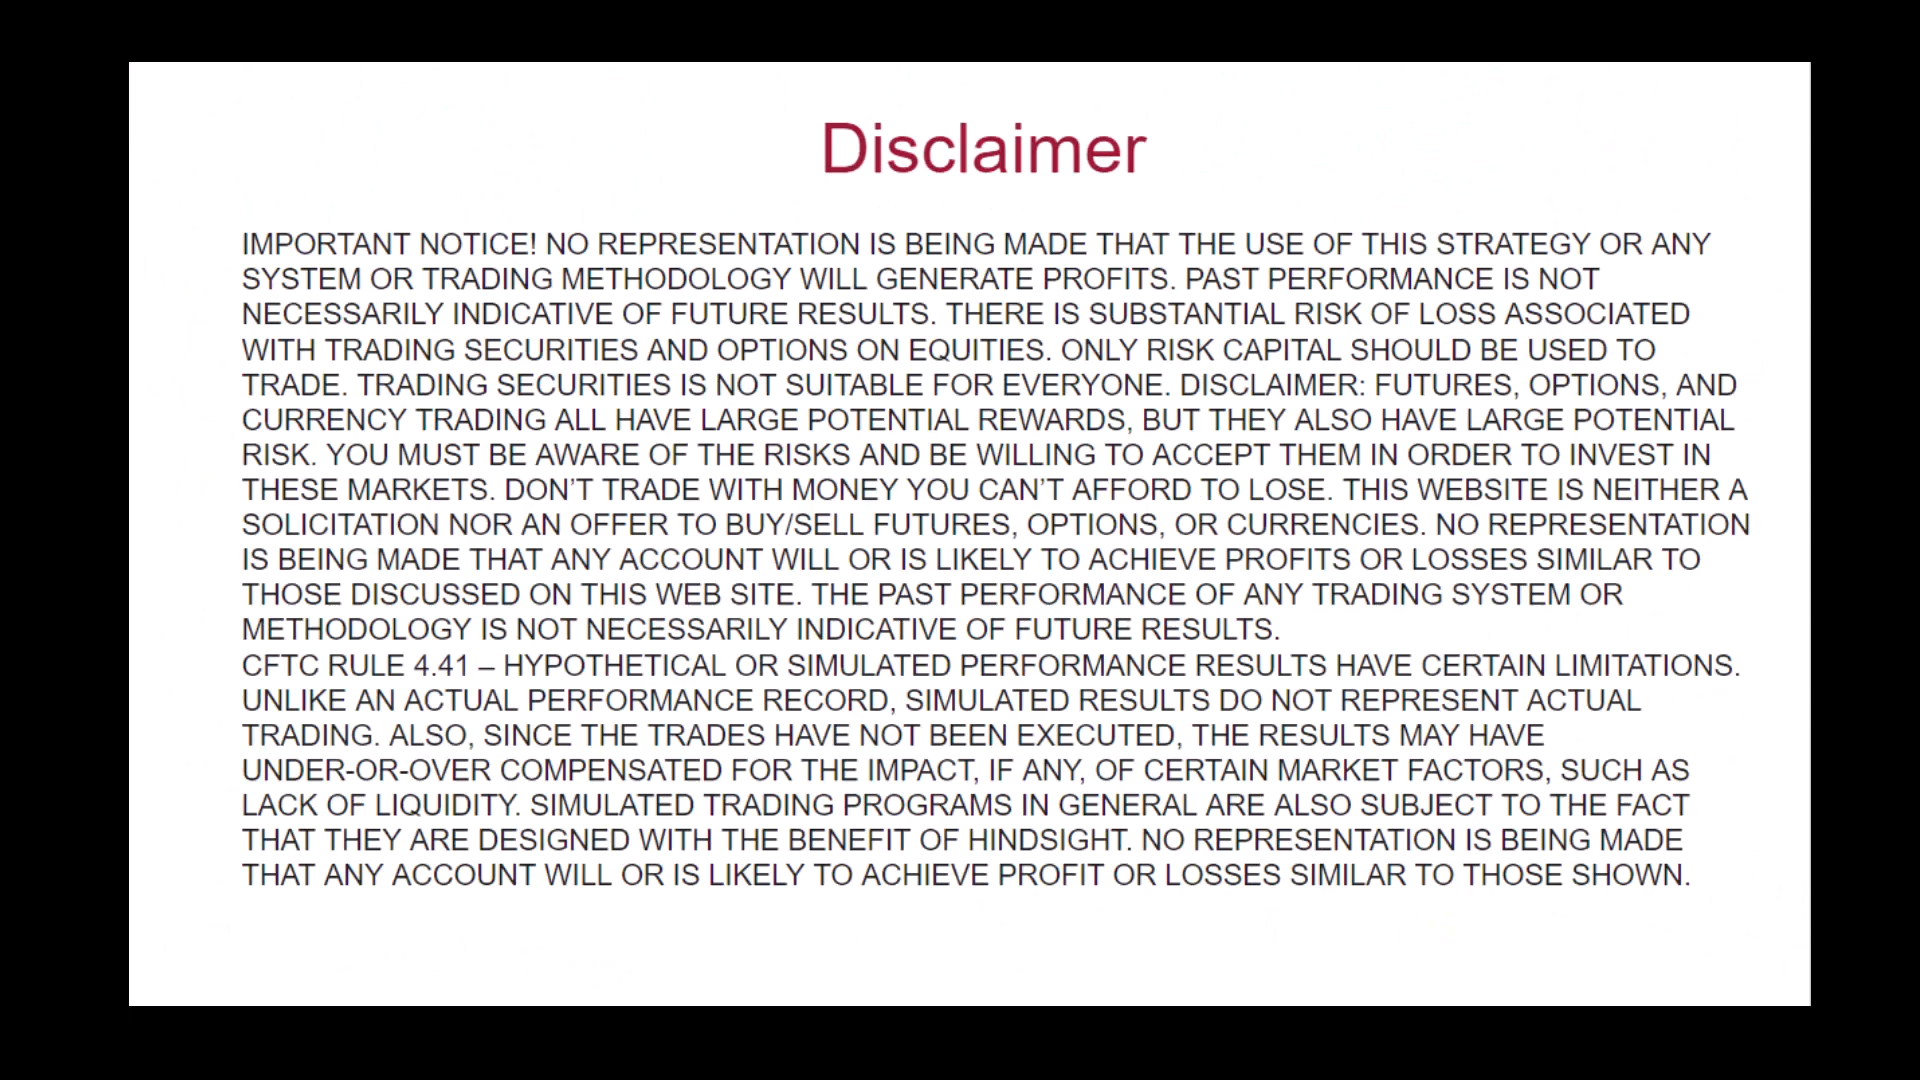 Disclaimer
IMPORTANT NOTICE! NO REPRESENTATION IS BEING MADE THAT THE USE OF THIS STRATEGY OR ANY
SYSTEM OR TRADING METHODOLOGY WILL GENERATE PROFITS. PAST PERFORMANCE IS NOT
NECESSARILY INDICATIVE OF FUTURE RESULTS. THERE IS SUBSTANTIAL RISK OF LOSS ASSOCIATED
WITH TRADING SECURITIES AND OPTIONS ON EQUITIES. ONLY RISK CAPITAL SHOULD BE USED TO
TRADE. TRADING SECURITIES IS NOT SUITABLE FOR EVERYONE. DISCLAIMER: FUTURES, OPTIONS, AND
CURRENCY TRADING ALL HAVE LARGE POTENTIAL REWARDS, BUT THEY ALSO HAVE LARGE POTENTIAL
RISK. YOU MUST BE AWARE OF THE RISKS AND BE WILLING TO ACCEPT THEM IN ORDER TO INVEST IN
THESE MARKETS. DON’T TRADE WITH MONEY YOU CAN’T AFFORD TO LOSE. THIS WEBSITE IS NEITHER A
SOLICITATION NOR AN OFFER TO BUY/SELL FUTURES, OPTIONS, OR CURRENCIES. NO REPRESENTATION
IS BEING MADE THAT ANY ACCOUNT WILL OR IS LIKELY TO ACHIEVE PROFITS OR LOSSES SIMILAR TO
THOSE DISCUSSED ON THIS WEB SITE. THE PAST PERFORMANCE OF ANY TRADING SYSTEM OR
METHODOLOGY IS NOT NECESSARILY INDICATIVE OF FUTURE RESULTS.
CFTC RULE 4.41 – HYPOTHETICAL OR SIMULATED PERFORMANCE RESULTS HAVE CERTAIN LIMITATIONS.
UNLIKE AN ACTUAL PERFORMANCE RECORD, SIMULATED RESULTS DO NOT REPRESENT ACTUAL
TRADING. ALSO, SINCE THE TRADES HAVE NOT BEEN EXECUTED, THE RESULTS MAY HAVE
UNDER-OR-OVER COMPENSATED FOR THE IMPACT, IF ANY, OF CERTAIN MARKET FACTORS, SUCH AS
LACK OF LIQUIDITY. SIMULATED TRADING PROGRAMS IN GENERAL ARE ALSO SUBJECT TO THE FACT
THAT THEY ARE DESIGNED WITH THE BENEFIT OF HINDSIGHT. NO REPRESENTATION IS BEING MADE
THAT ANY ACCOUNT WILL OR IS LIKELY TO ACHIEVE PROFIT OR LOSSES SIMILAR TO THOSE SHOWN.